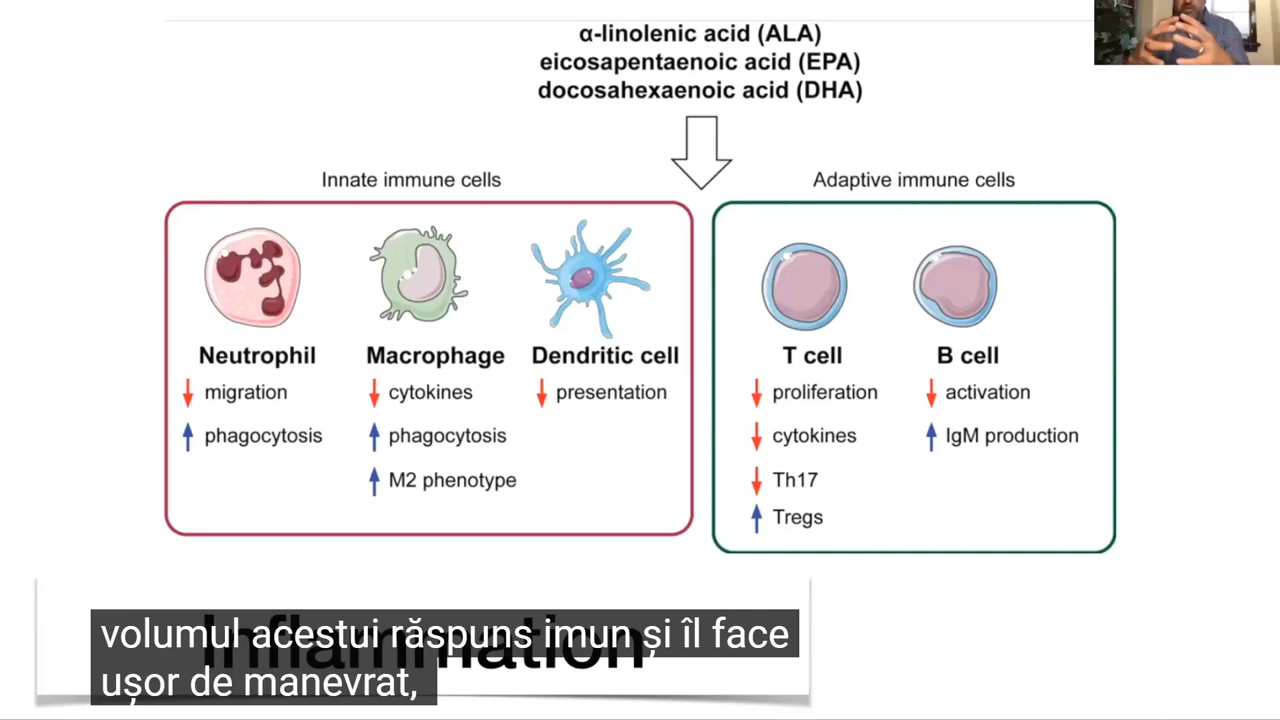 α-linolenic acid (ALA)
eicosapentaenoic acid (EPA)
docosahexaenoic acid (DHA)
Innate immune cells
Neutrophil
migration
phagocytosis
Macrophage
cytokines
phagocytosis
M2 phenotype
Dendritic cell
presentation
Adaptive immune cells
T cell
proliferation
cytokines
Th17
Tregs
B cell
activation
IgM production
Inflammation
volumul acestui răspuns imun și îl face
ușor de manevrat,